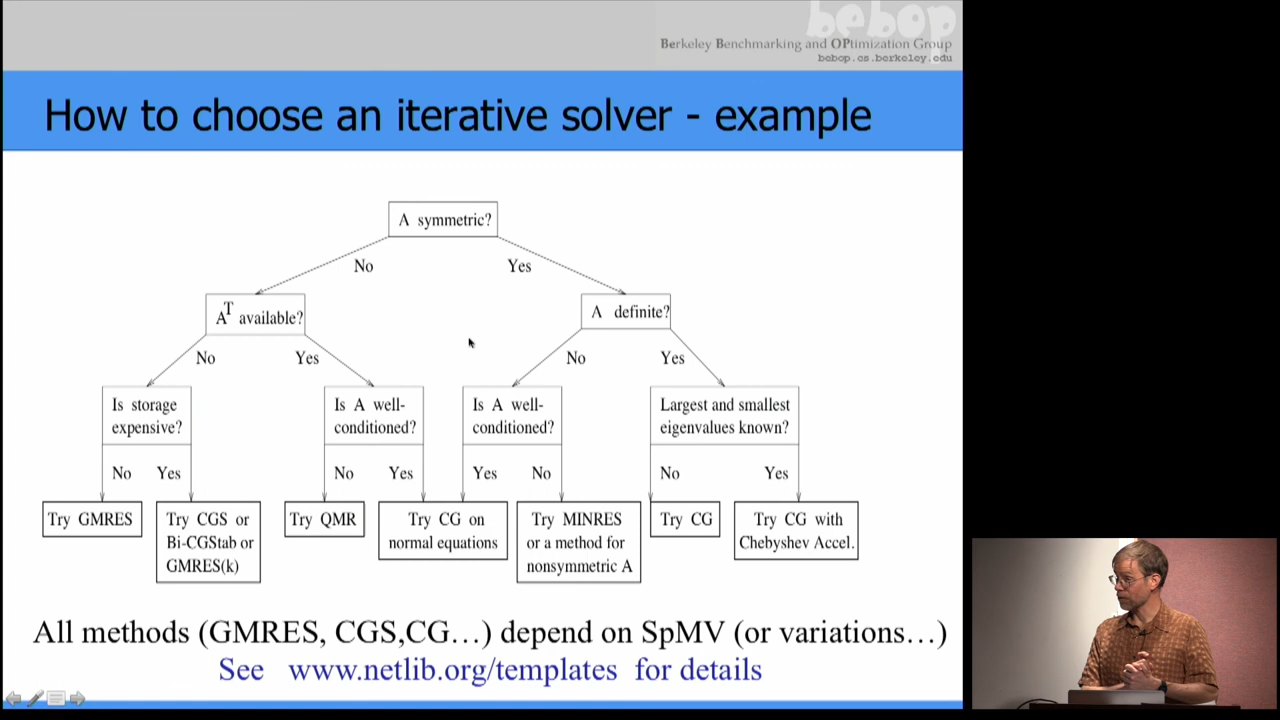 bebop
Berkeley Benchmarking and OPtimization Group
bebop.cs.berkeley.edu
How to choose an iterative solver - example
A symmetric?
No
Yes
A^T available?
A definite?
No
Yes
No
Yes
Is storage
expensive?
Is A well-
conditioned?
Is A well-
conditioned?
Largest and smallest
eigenvalues known?
No
Yes
No
Yes
Yes
No
No
Yes
Try GMRES
Try CGS or
Bi-CGStab or
GMRES(k)
Try QMR
Try CG on
normal equations
Try MINRES
or a method for
nonsymmetric A
Try CG
Try CG with
Chebyshev Accel.
All methods (GMRES, CGS,CG…) depend on SpMV (or variations…)
See www.netlib.org/templates for details